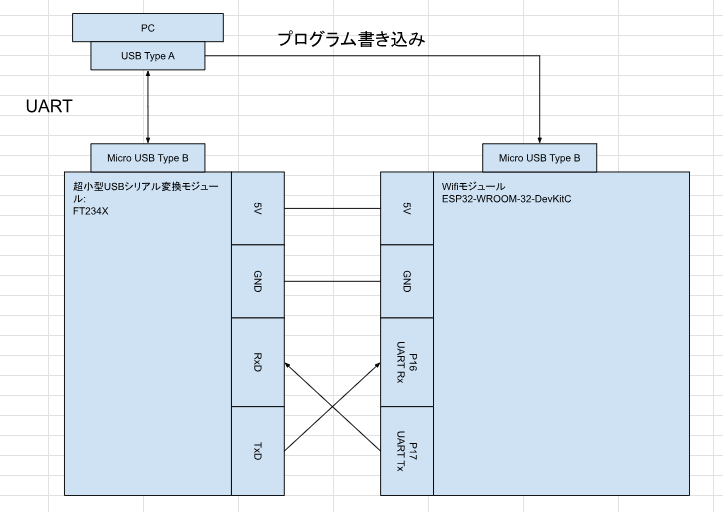 PC
USB Type A
プログラム書き込み
UART
Micro USB Type B
Micro USB Type B
超小型USBシリアル変換モジュー
ル:
FT234X
5V
GND
RxD
TxD
5V
GND
P16
UART Rx
P17
UART Tx
Wifiモジュール
ESP32-WROOM-32-DevKitC